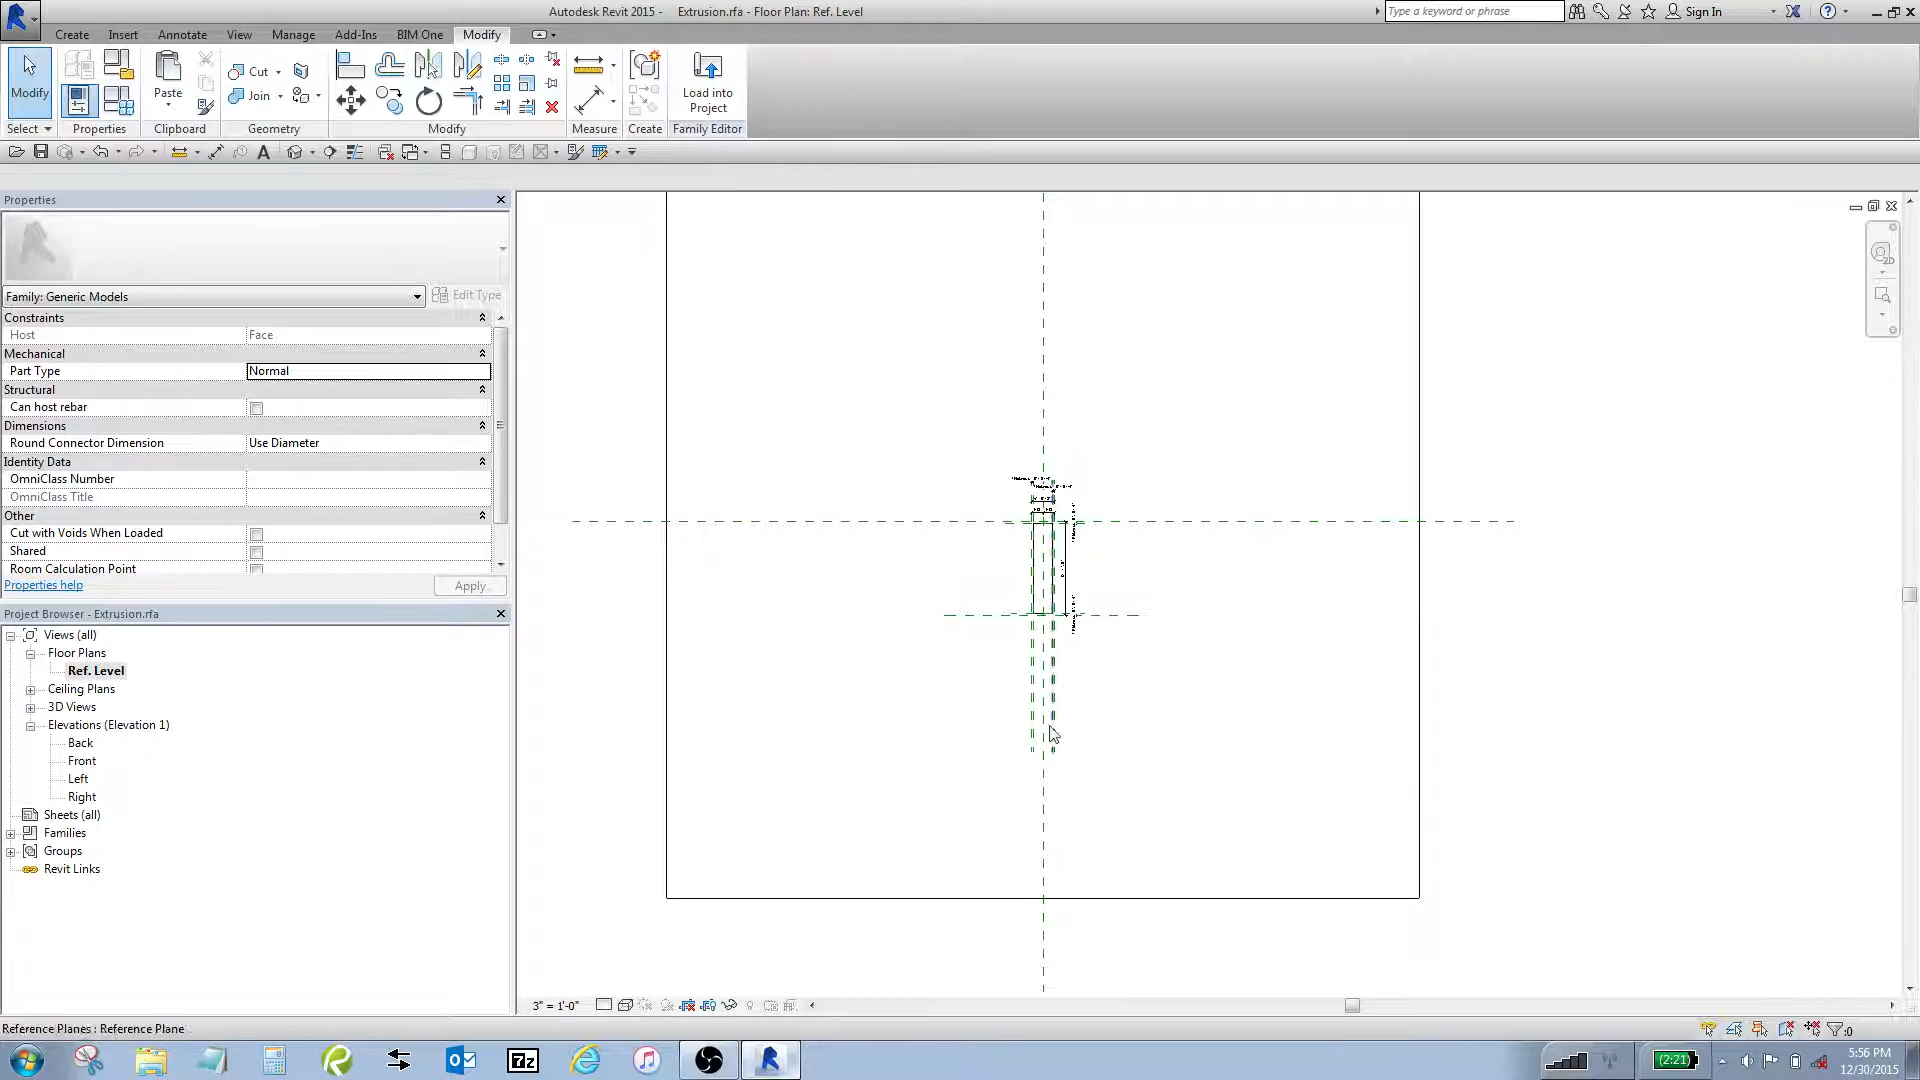 Autodesk Revit 2015 -     Extrusion.rfa - Floor Plan: Ref. Level
Type a keyword or phrase
Sign In
Create Insert Annotate View Manage Add-Ins BIM One Modify
Modify
Paste
Cut
Join
Load into
Project
Select Properties Clipboard Geometry Modify Measure Create Family Editor
Properties
Family: Generic Models
Edit Type
Constraints
Host Face
Mechanical
Part Type Normal
Structural
Can host rebar
Dimensions
Round Connector Dimension Use Diameter
Identity Data
OmniClass Number
OmniClass Title
Other
Cut with Voids When Loaded
Shared
Room Calculation Point
Properties help
Apply
Project Browser - Extrusion.rfa
Views (all)
Floor Plans
Ref. Level
Ceiling Plans
3D Views
Elevations (Elevation 1)
Back
Front
Left
Right
Sheets (all)
Families
Groups
Revit Links
2D
3" = 1'-0"
Reference Planes : Reference Plane
:0
7z
(2:21)
5:56 PM
12/30/2015